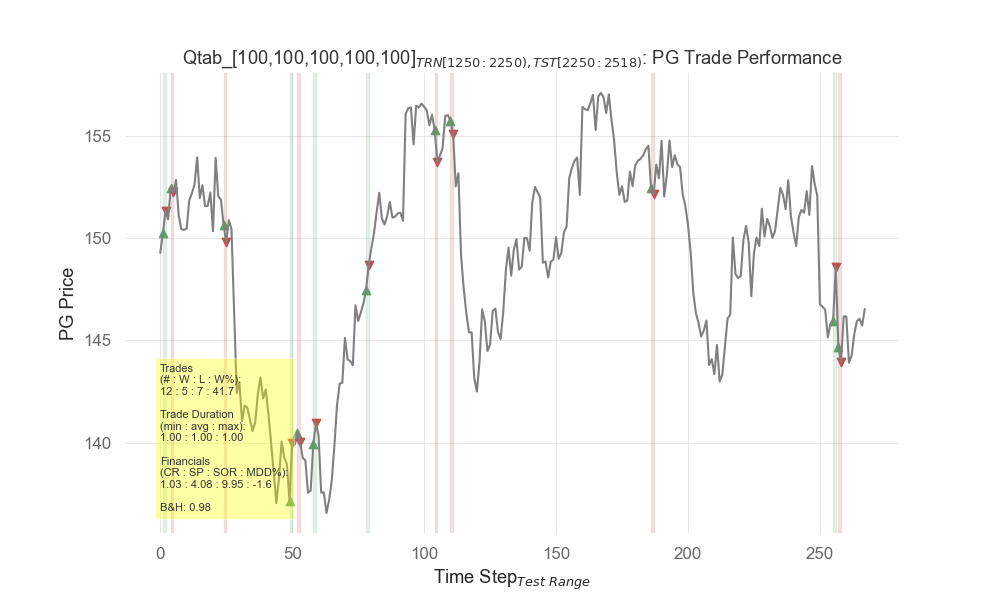 Qtab_[100,100,100,100,100]TRN[1250:2250),TST[2250:2518): PG Trade Performance
155
150
145
140
PG Price
Trades
(# : W : L : W%):
12 : 5 : 7 : 41.7
Trade Duration
(min : avg : max):
1.00 : 1.00 : 1.00
Financials
(CR : SP : SOR : MDD%):
1.03 : 4.08 : 9.95 : -1.6
B&H: 0.98
0 50 100 150 200 250
Time StepTest Range